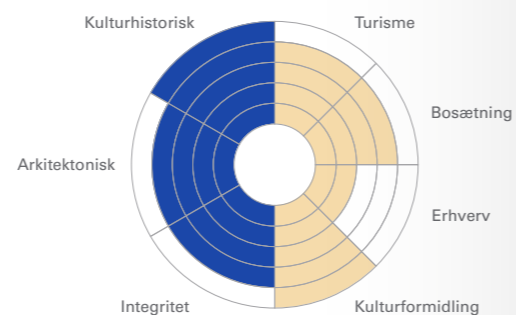 Kulturhistorisk
Turisme
Bosætning
Arkitektonisk
Erhverv
Integritet
Kulturformidling